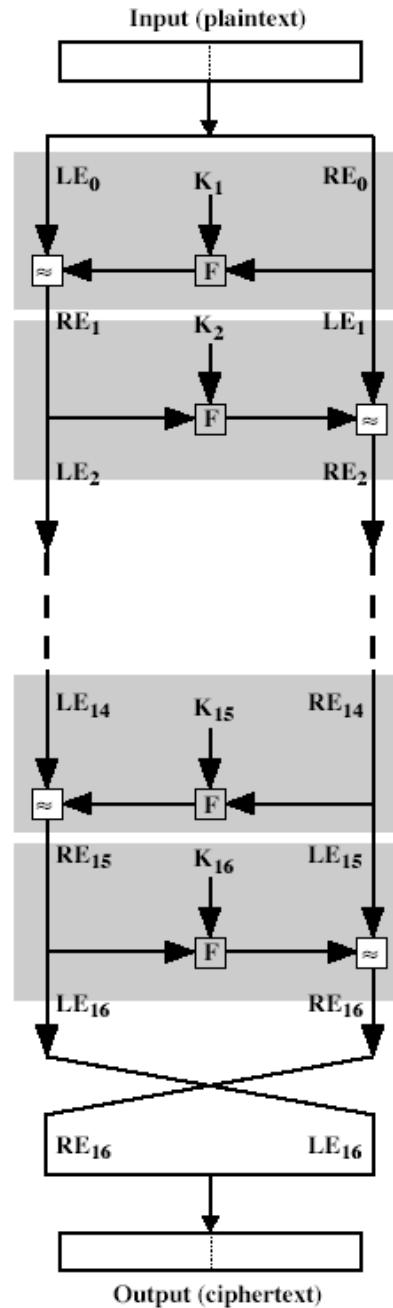 Input (plaintext)
LE₀ K₁ RE₀
≈ F
RE₁ K₂ LE₁
F ≈
LE₂ RE₂
LE₁₄ K₁₅ RE₁₄
≈ F
RE₁₅ K₁₆ LE₁₅
F ≈
LE₁₆ RE₁₆
RE₁₆ LE₁₆
Output (ciphertext)